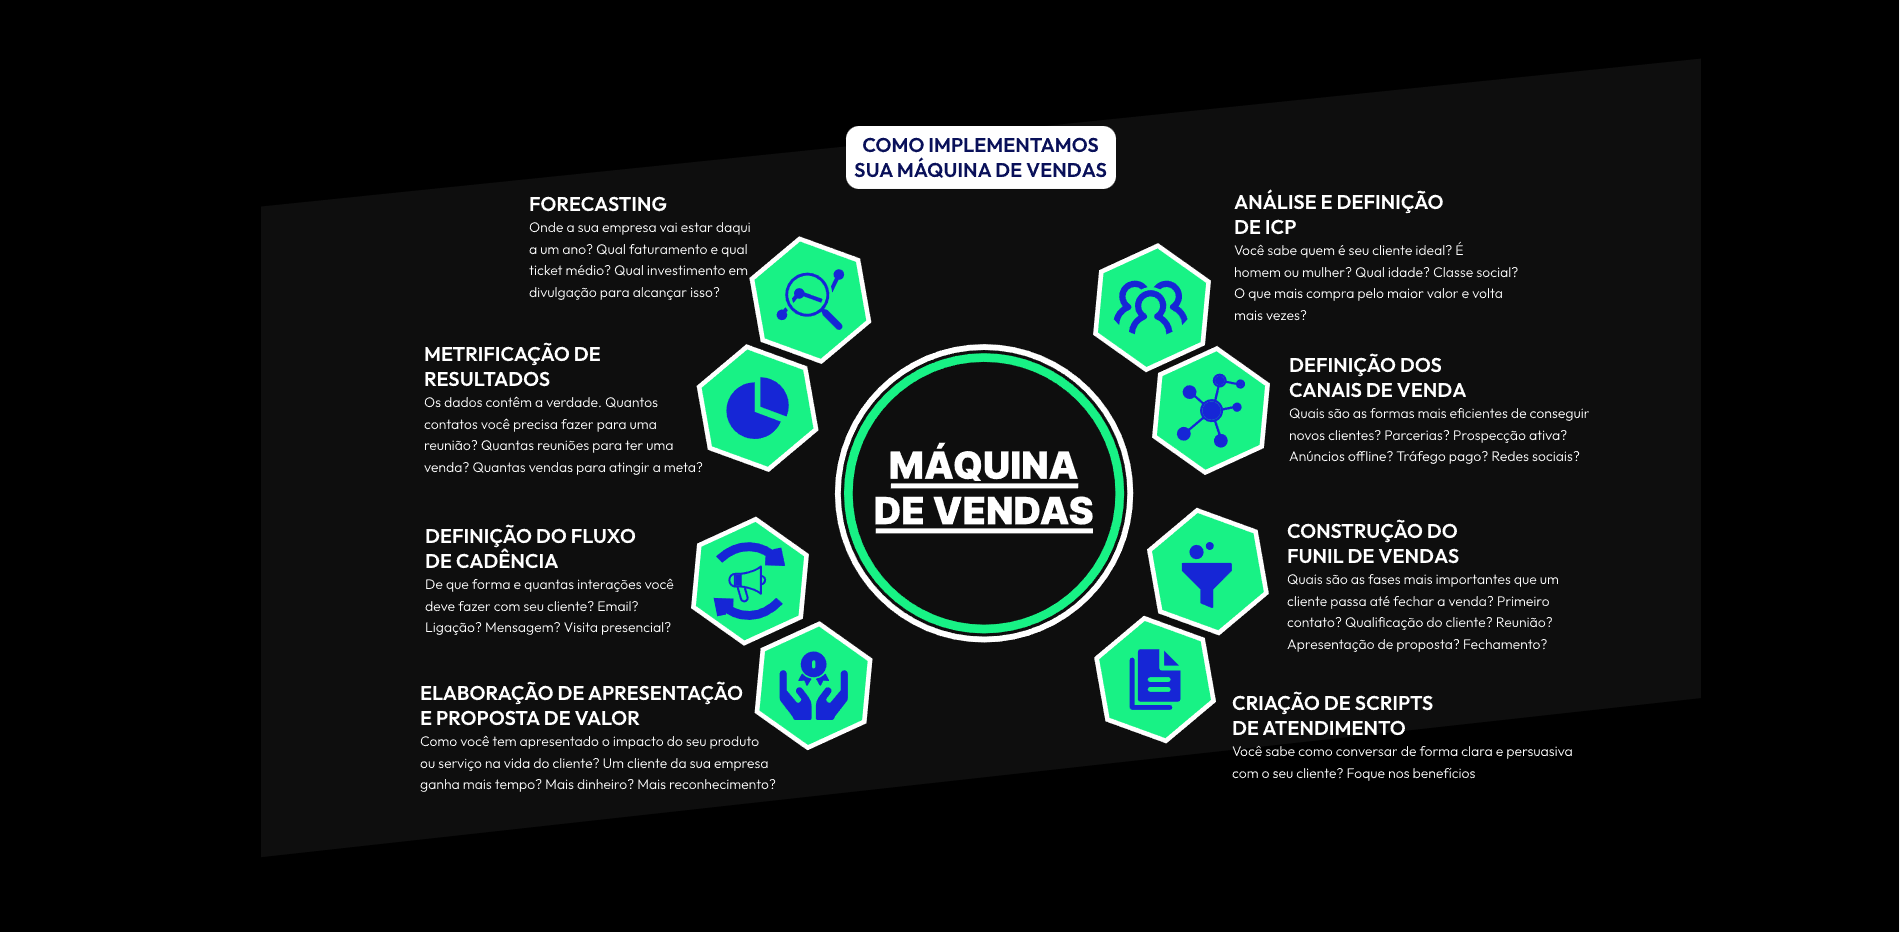 COMO IMPLEMENTAMOS
SUA MÁQUINA DE VENDAS
FORECASTING
Onde a sua empresa vai estar daqui
a um ano? Qual faturamento e qual
ticket médio? Qual investimento em
divulgação para alcançar isso?
METRIFICAÇÃO DE
RESULTADOS
Os dados contêm a verdade. Quantos
contatos você precisa fazer para uma
reunião? Quantas reuniões para ter uma
venda? Quantas vendas para atingir a meta?
DEFINIÇÃO DO FLUXO
DE CADÊNCIA
De que forma e quantas interações você
deve fazer com seu cliente? Email?
Ligação? Mensagem? Visita presencial?
ELABORAÇÃO DE APRESENTAÇÃO
E PROPOSTA DE VALOR
Como você tem apresentado o impacto do seu produto
ou serviço na vida do cliente? Um cliente da sua empresa
ganha mais tempo? Mais dinheiro? Mais reconhecimento?
MÁQUINA
DE VENDAS
ANÁLISE E DEFINIÇÃO
DE ICP
Você sabe quem é seu cliente ideal? É
homem ou mulher? Qual idade? Classe social?
O que mais compra pelo maior valor e volta
mais vezes?
DEFINIÇÃO DOS
CANAIS DE VENDA
Quais são as formas mais eficientes de conseguir
novos clientes? Parcerias? Prospecção ativa?
Anúncios offline? Tráfego pago? Redes sociais?
CONSTRUÇÃO DO
FUNIL DE VENDAS
Quais são as fases mais importantes que um
cliente passa até fechar a venda? Primeiro
contato? Qualificação do cliente? Reunião?
Apresentação de proposta? Fechamento?
CRIAÇÃO DE SCRIPTS
DE ATENDIMENTO
Você sabe como conversar de forma clara e persuasiva
com o seu cliente? Foque nos benefícios